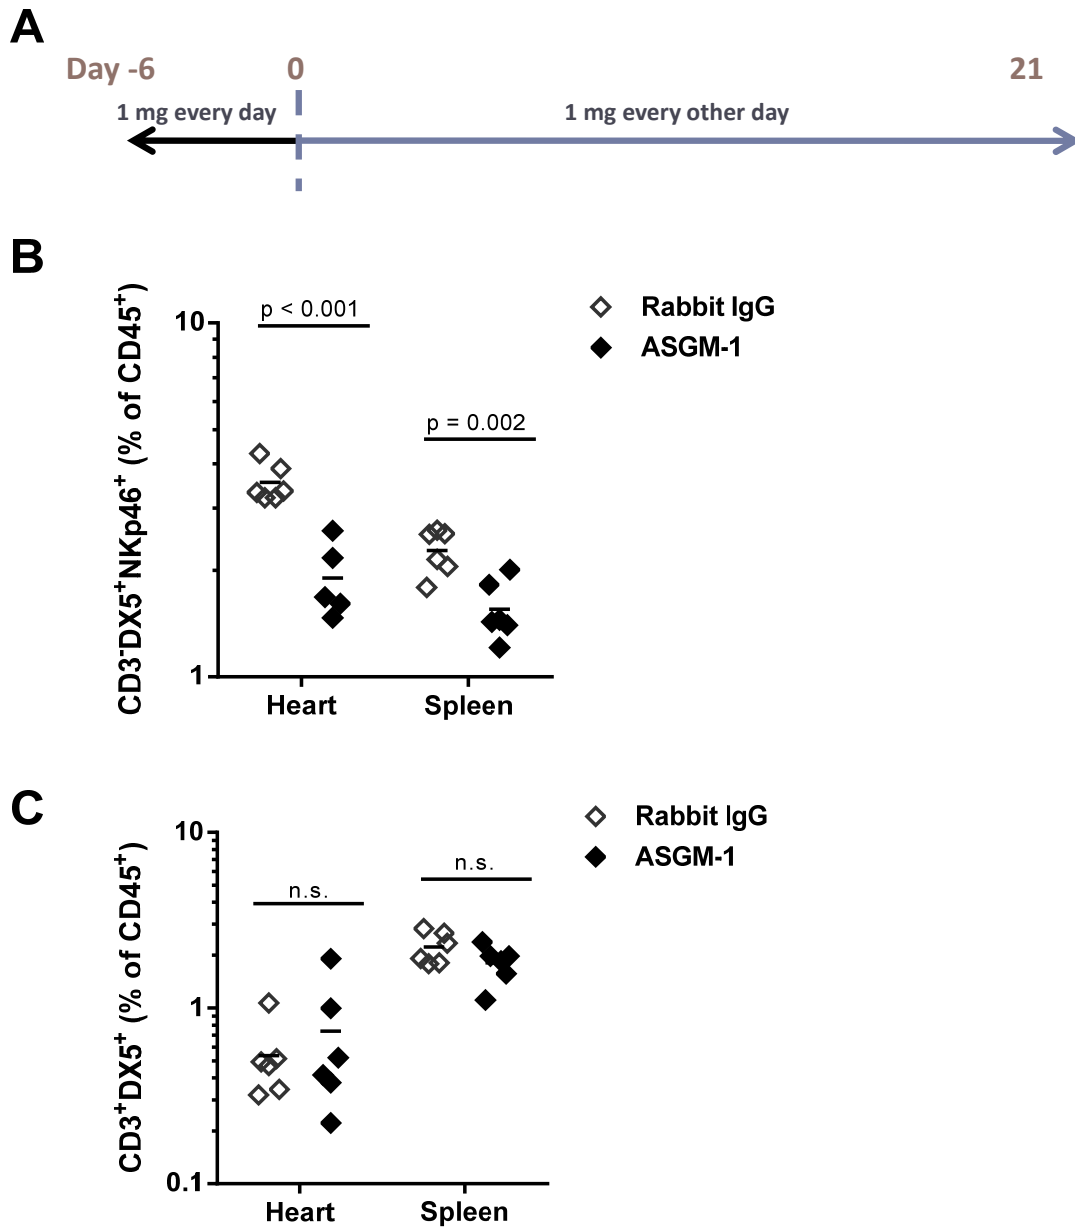 A
Day -6 0 21
1 mg every day 1 mg every other day
B
CD3⁻DX5⁺NKp46⁺ (% of CD45⁺)
10
1
p < 0.001
p = 0.002
Heart Spleen
Rabbit IgG
ASGM-1
C
CD3⁺DX5⁺ (% of CD45⁺)
10
1
0.1
n.s.
n.s.
Heart Spleen
Rabbit IgG
ASGM-1